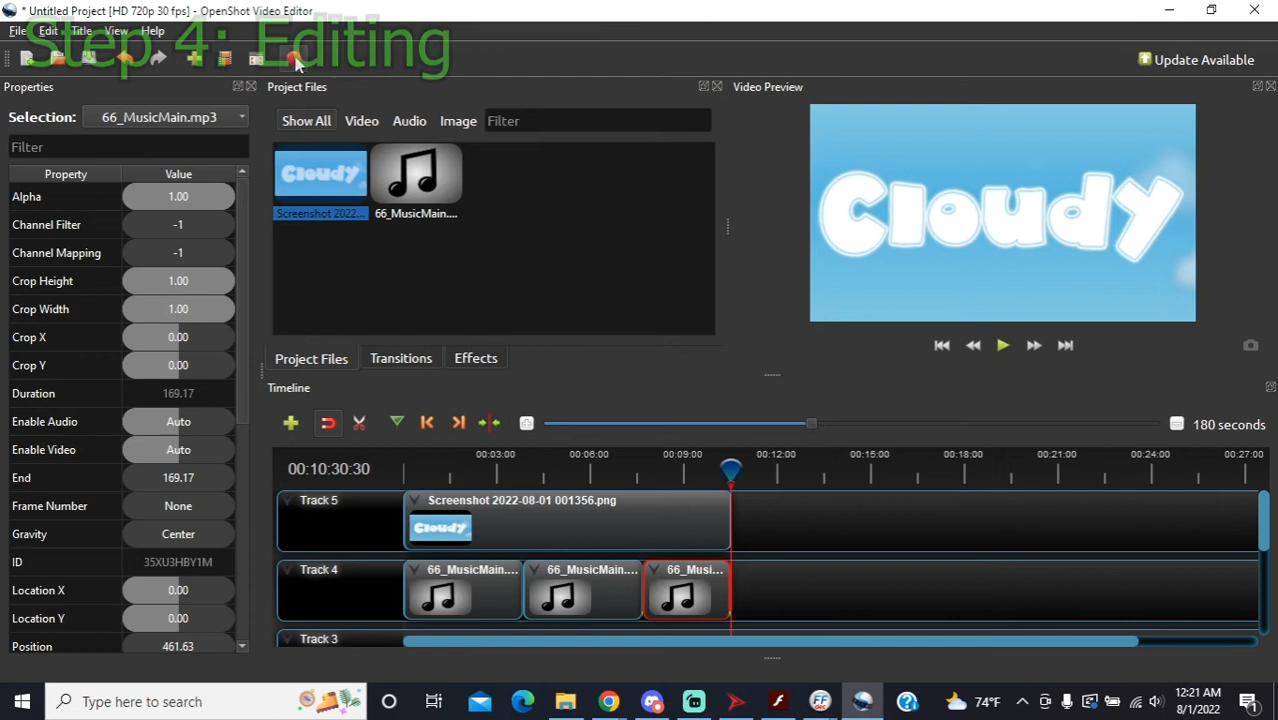 * Untitled Project [HD 720p 30 fps] - OpenShot Video Editor
File Edit Title View Help
Step 4: Editing
Update Available
Properties
Project Files
Video Preview
Selection: 66_MusicMain.mp3
Show All Video Audio Image Filter
Filter
Property Value
Alpha 1.00
Channel Filter -1
Channel Mapping -1
Crop Height 1.00
Crop Width 1.00
Crop X 0.00
Crop Y 0.00
Duration 169.17
Enable Audio Auto
Enable Video Auto
End 169.17
Frame Number None
Gravity Center
ID 35XU3HBY1M
Location X 0.00
Location Y 0.00
Position 461.63
Cloudy
Screenshot 2022... 66_MusicMain....
Cloudy
Project Files Transitions Effects
Timeline
180 seconds
00:10:30:30
00:03:00 00:06:00 00:09:00 00:12:00 00:15:00 00:18:00 00:21:00 00:24:00 00:27:00
Track 5
Screenshot 2022-08-01 001356.png
Cloudy
Track 4
66_MusicMain.... 66_MusicMain.... 66_Musi...
Track 3
Type here to search
74°F
12:21 AM
8/1/2022
1